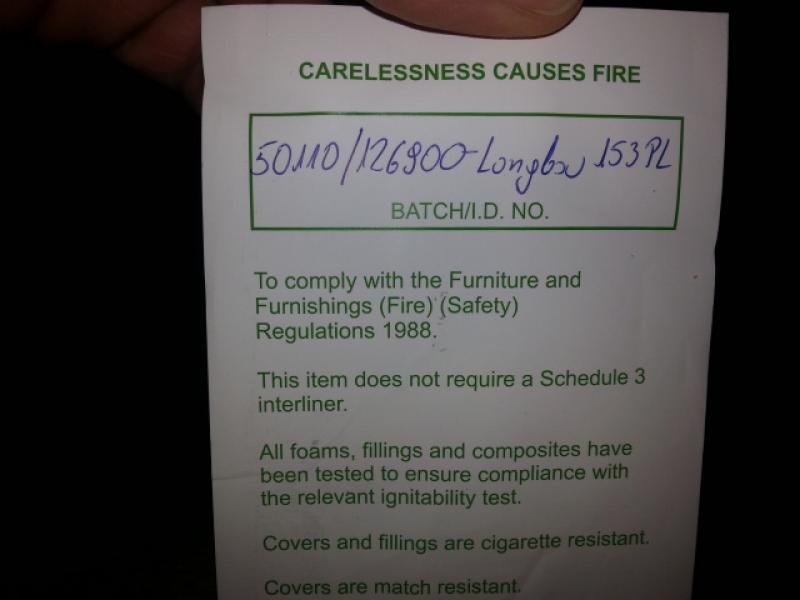 CARELESSNESS CAUSES FIRE
50110/126900-Longbow 153PL
BATCH/I.D. NO.
To comply with the Furniture and
Furnishings (Fire) (Safety)
Regulations 1988.
This item does not require a Schedule 3
interliner.
All foams, fillings and composites have
been tested to ensure compliance with
the relevant ignitability test.
Covers and fillings are cigarette resistant.
Covers are match resistant.